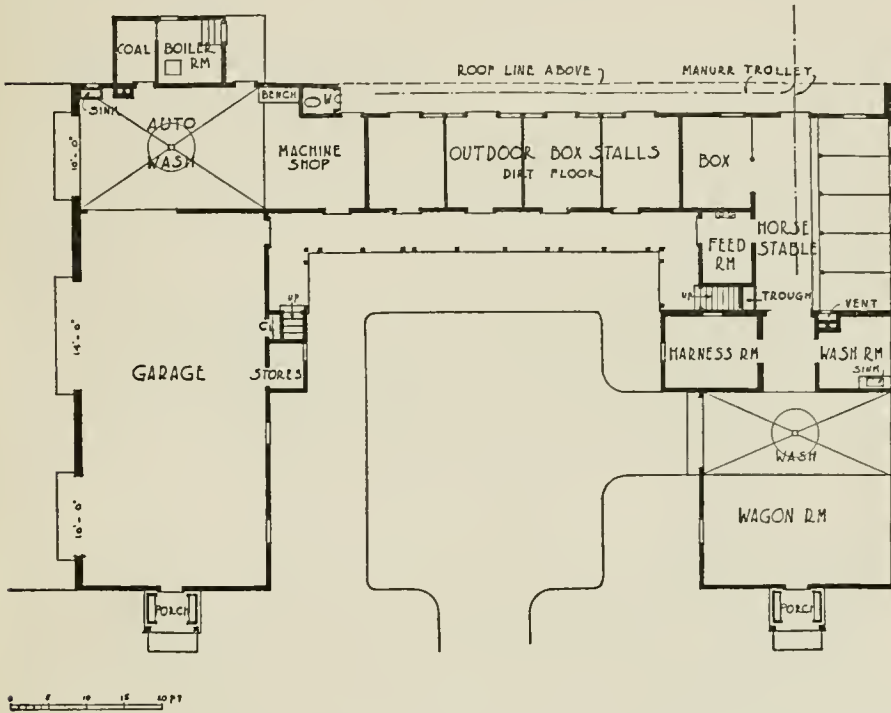 COAL
BOILER
RM
ROOF LINE ABOVE
MANURR TROLLEY
SINK
BENCH
W.C.
AUTO
WASH
10'-0"
MACHINE
SHOP
OUTDOOR BOX STALLS
DIRT FLOOR
BOX
HORSE
STABLE
FEED
RM
UP
TROUGH
VENT
UP
CL
14'-0"
GARAGE
STORES
HARNESS RM
WASH RM
SINK
WASH
10'-0"
WAGON RM
PORCH
PORCH
0 5 10 15 20 FT